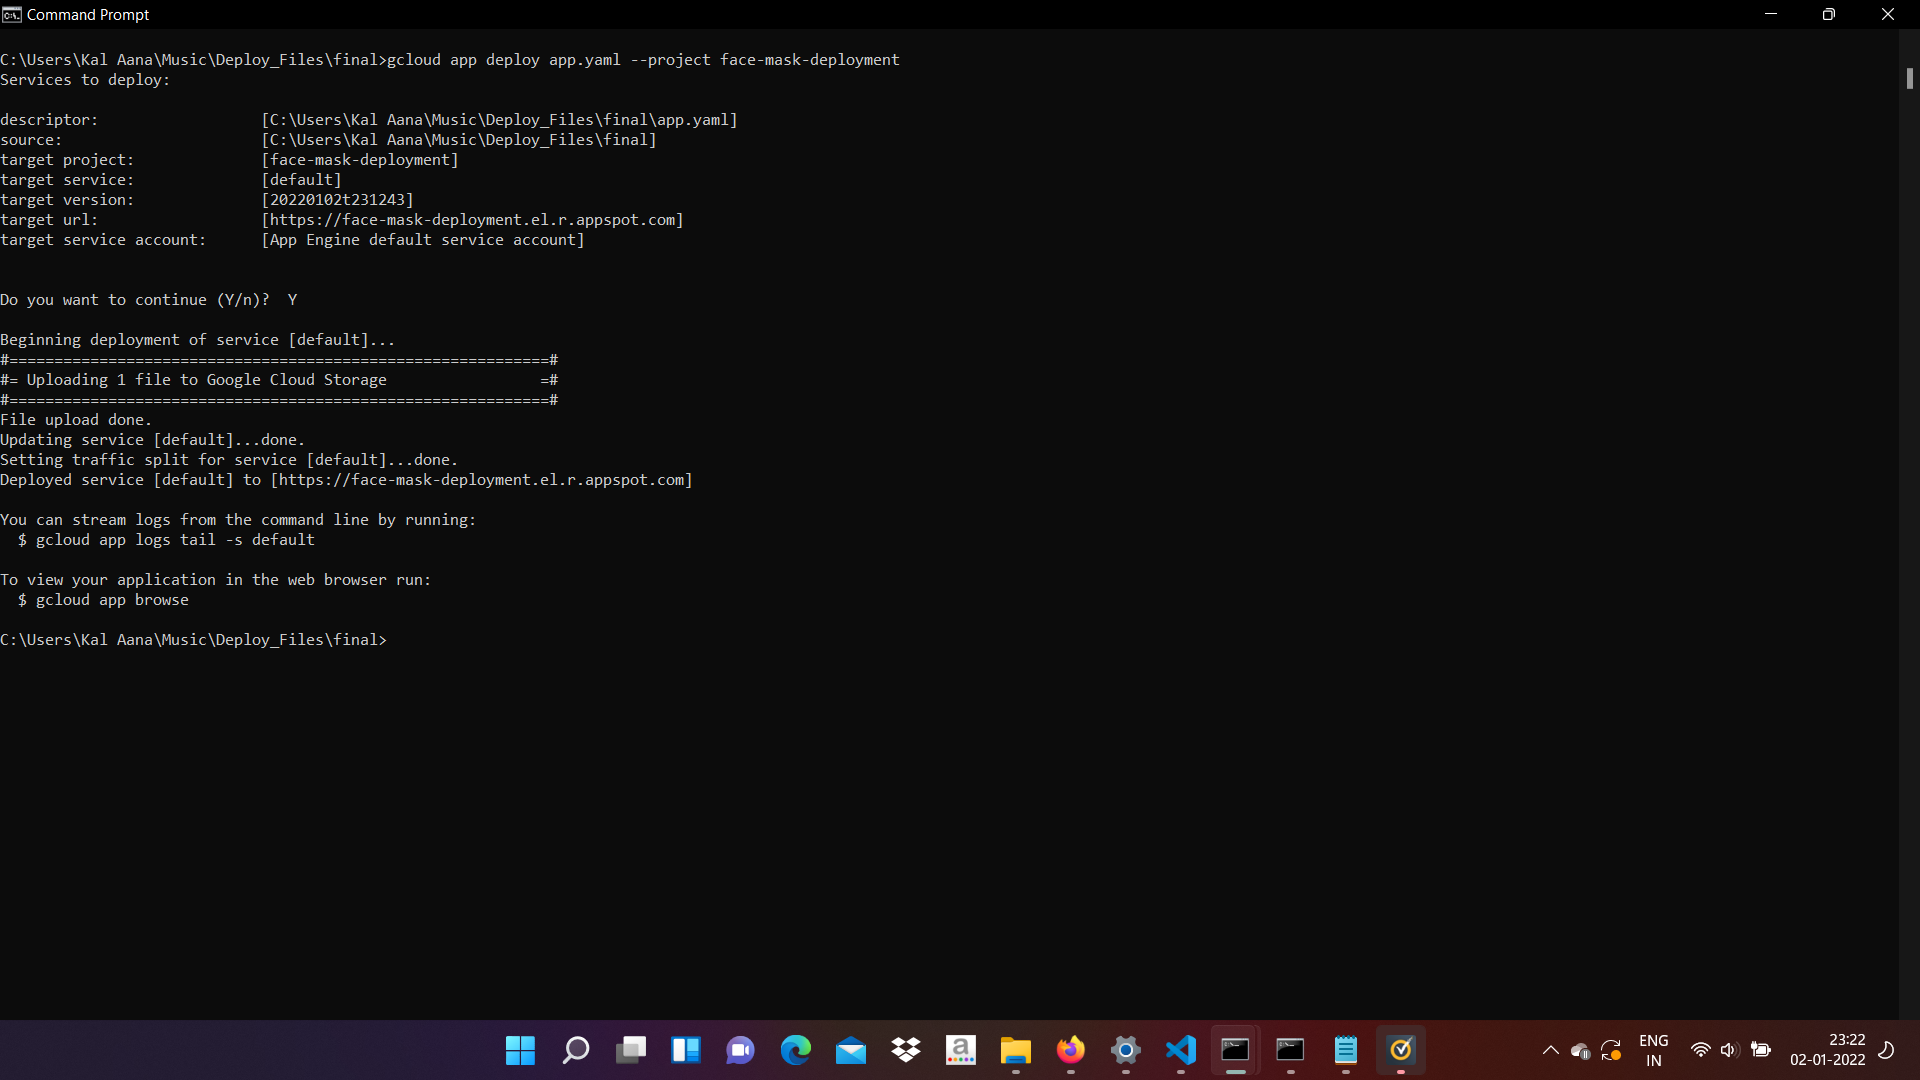 Command Prompt
C:\Users\Kal Aana\Music\Deploy_Files\final>gcloud app deploy app.yaml --project face-mask-deployment
Services to deploy:
descriptor: [C:\Users\Kal Aana\Music\Deploy_Files\final\app.yaml]
source: [C:\Users\Kal Aana\Music\Deploy_Files\final]
target project: [face-mask-deployment]
target service: [default]
target version: [20220102t231243]
target url: [https://face-mask-deployment.el.r.appspot.com]
target service account: [App Engine default service account]
Do you want to continue (Y/n)?  Y
Beginning deployment of service [default]...
#============================================================#
#= Uploading 1 file to Google Cloud Storage                 =#
#============================================================#
File upload done.
Updating service [default]...done.
Setting traffic split for service [default]...done.
Deployed service [default] to [https://face-mask-deployment.el.r.appspot.com]
You can stream logs from the command line by running:
$ gcloud app logs tail -s default
To view your application in the web browser run:
$ gcloud app browse
C:\Users\Kal Aana\Music\Deploy_Files\final>
a
ENG
IN
23:22
02-01-2022